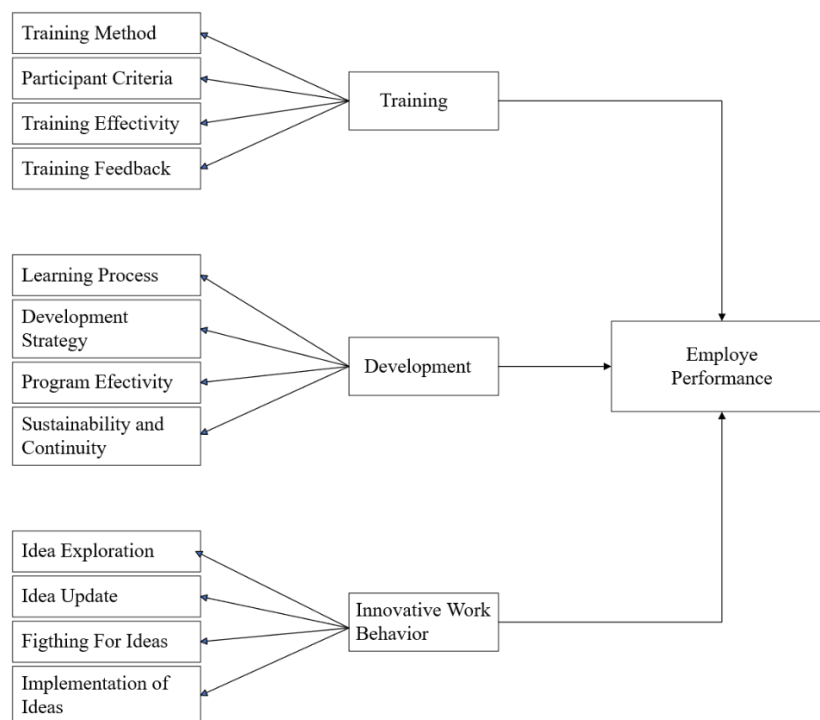 Training Method
Participant Criteria
Training Effectivity
Training Feedback
Training
Learning Process
Development
Strategy
Program Efectivity
Sustainability and
Continuity
Development
Employe
Performance
Idea Exploration
Idea Update
Figthing For Ideas
Implementation of
Ideas
Innovative Work
Behavior